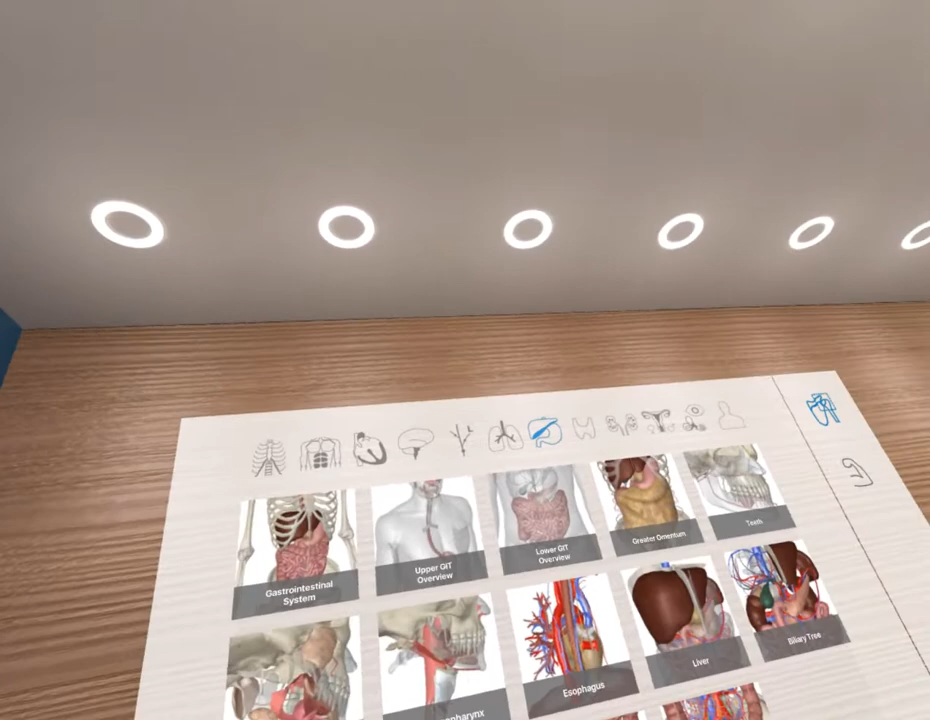 Gastrointestinal
System
Upper GIT
Overview
Lower GIT
Overview
Greater Omentum
Teeth
Esophagus
Liver
Biliary Tree